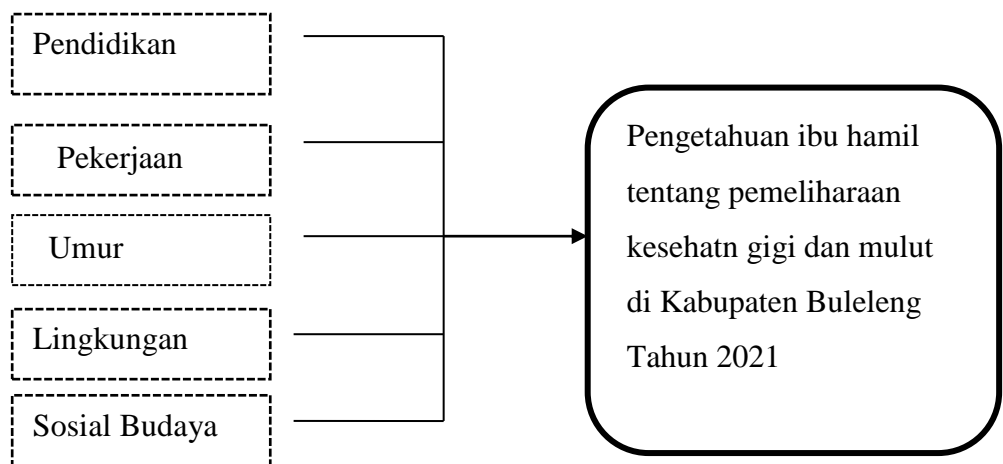 Pendidikan
Pekerjaan
Umur
Lingkungan
Sosial Budaya
Pengetahuan ibu hamil
tentang pemeliharaan
kesehatn gigi dan mulut
di Kabupaten Buleleng
Tahun 2021